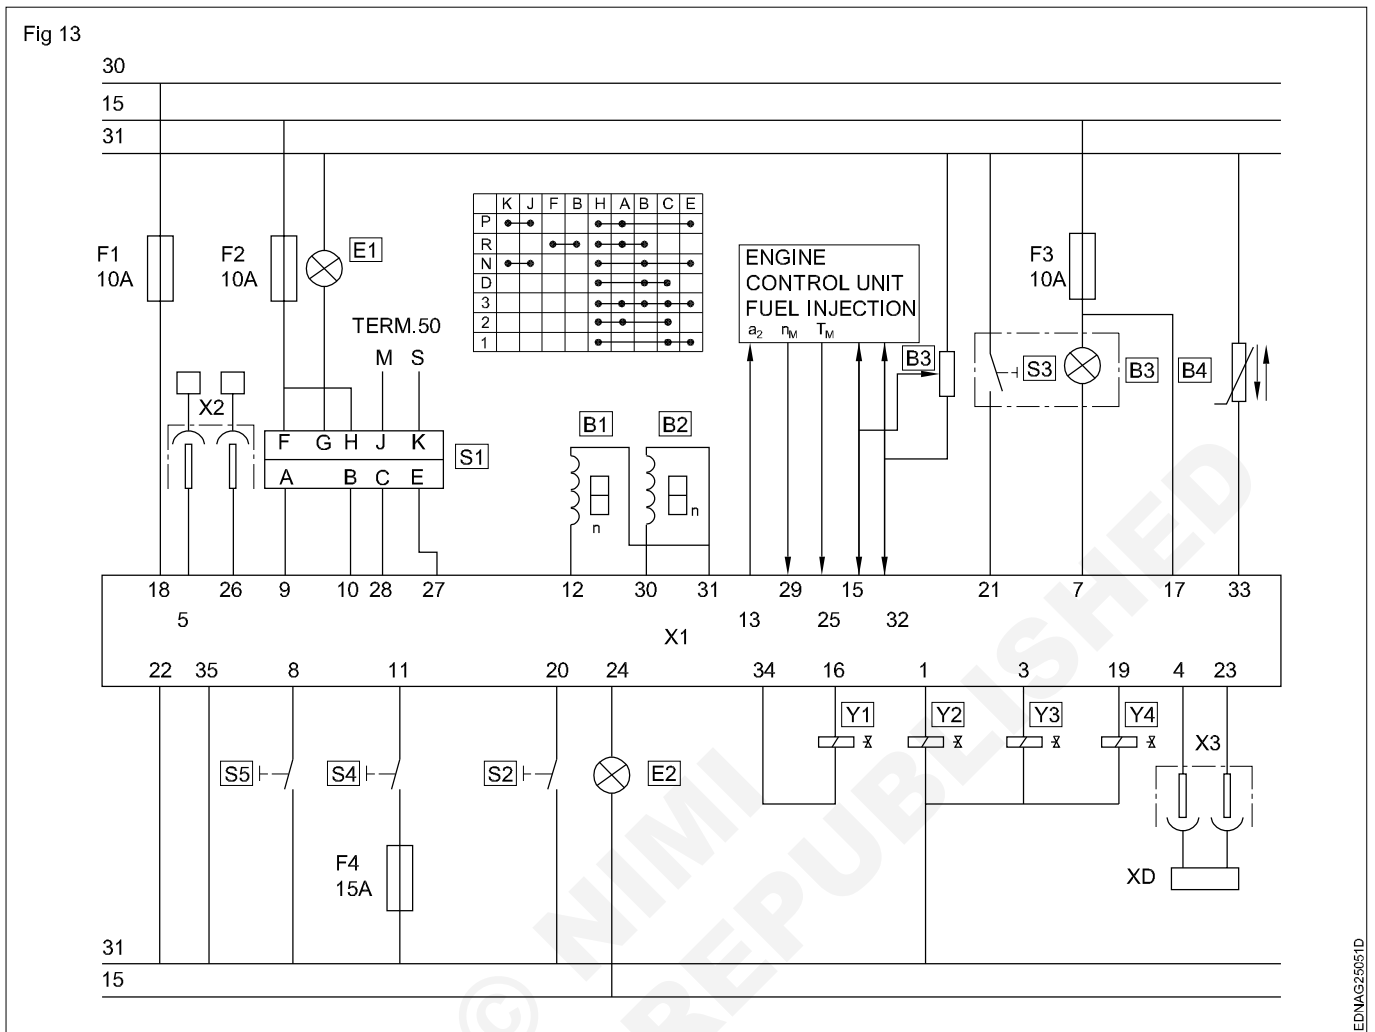 Fig 13
30
15
31
K J F B H A B C E
P
R
N
D
3
2
1
F1
10A
F2
10A
E1
TERM.50
M S
X2
F G H J K
A B C E
S1
B1
B2
n
n
ENGINE
CONTROL UNIT
FUEL INJECTION
a2 nM TM
B3
F3
10A
S3
B3
B4
18 26 9 10 28 27 12 30 31 29 15 21 7 17 33
5 13 25 32
X1
22 35 8 11 20 24 34 16 1 3 19 4 23
Y1 Y2 Y3 Y4
X3
S5
S4
S2
E2
F4
15A
XD
31
15
© NIMI
REPUBLISHED
EDNAG25051D